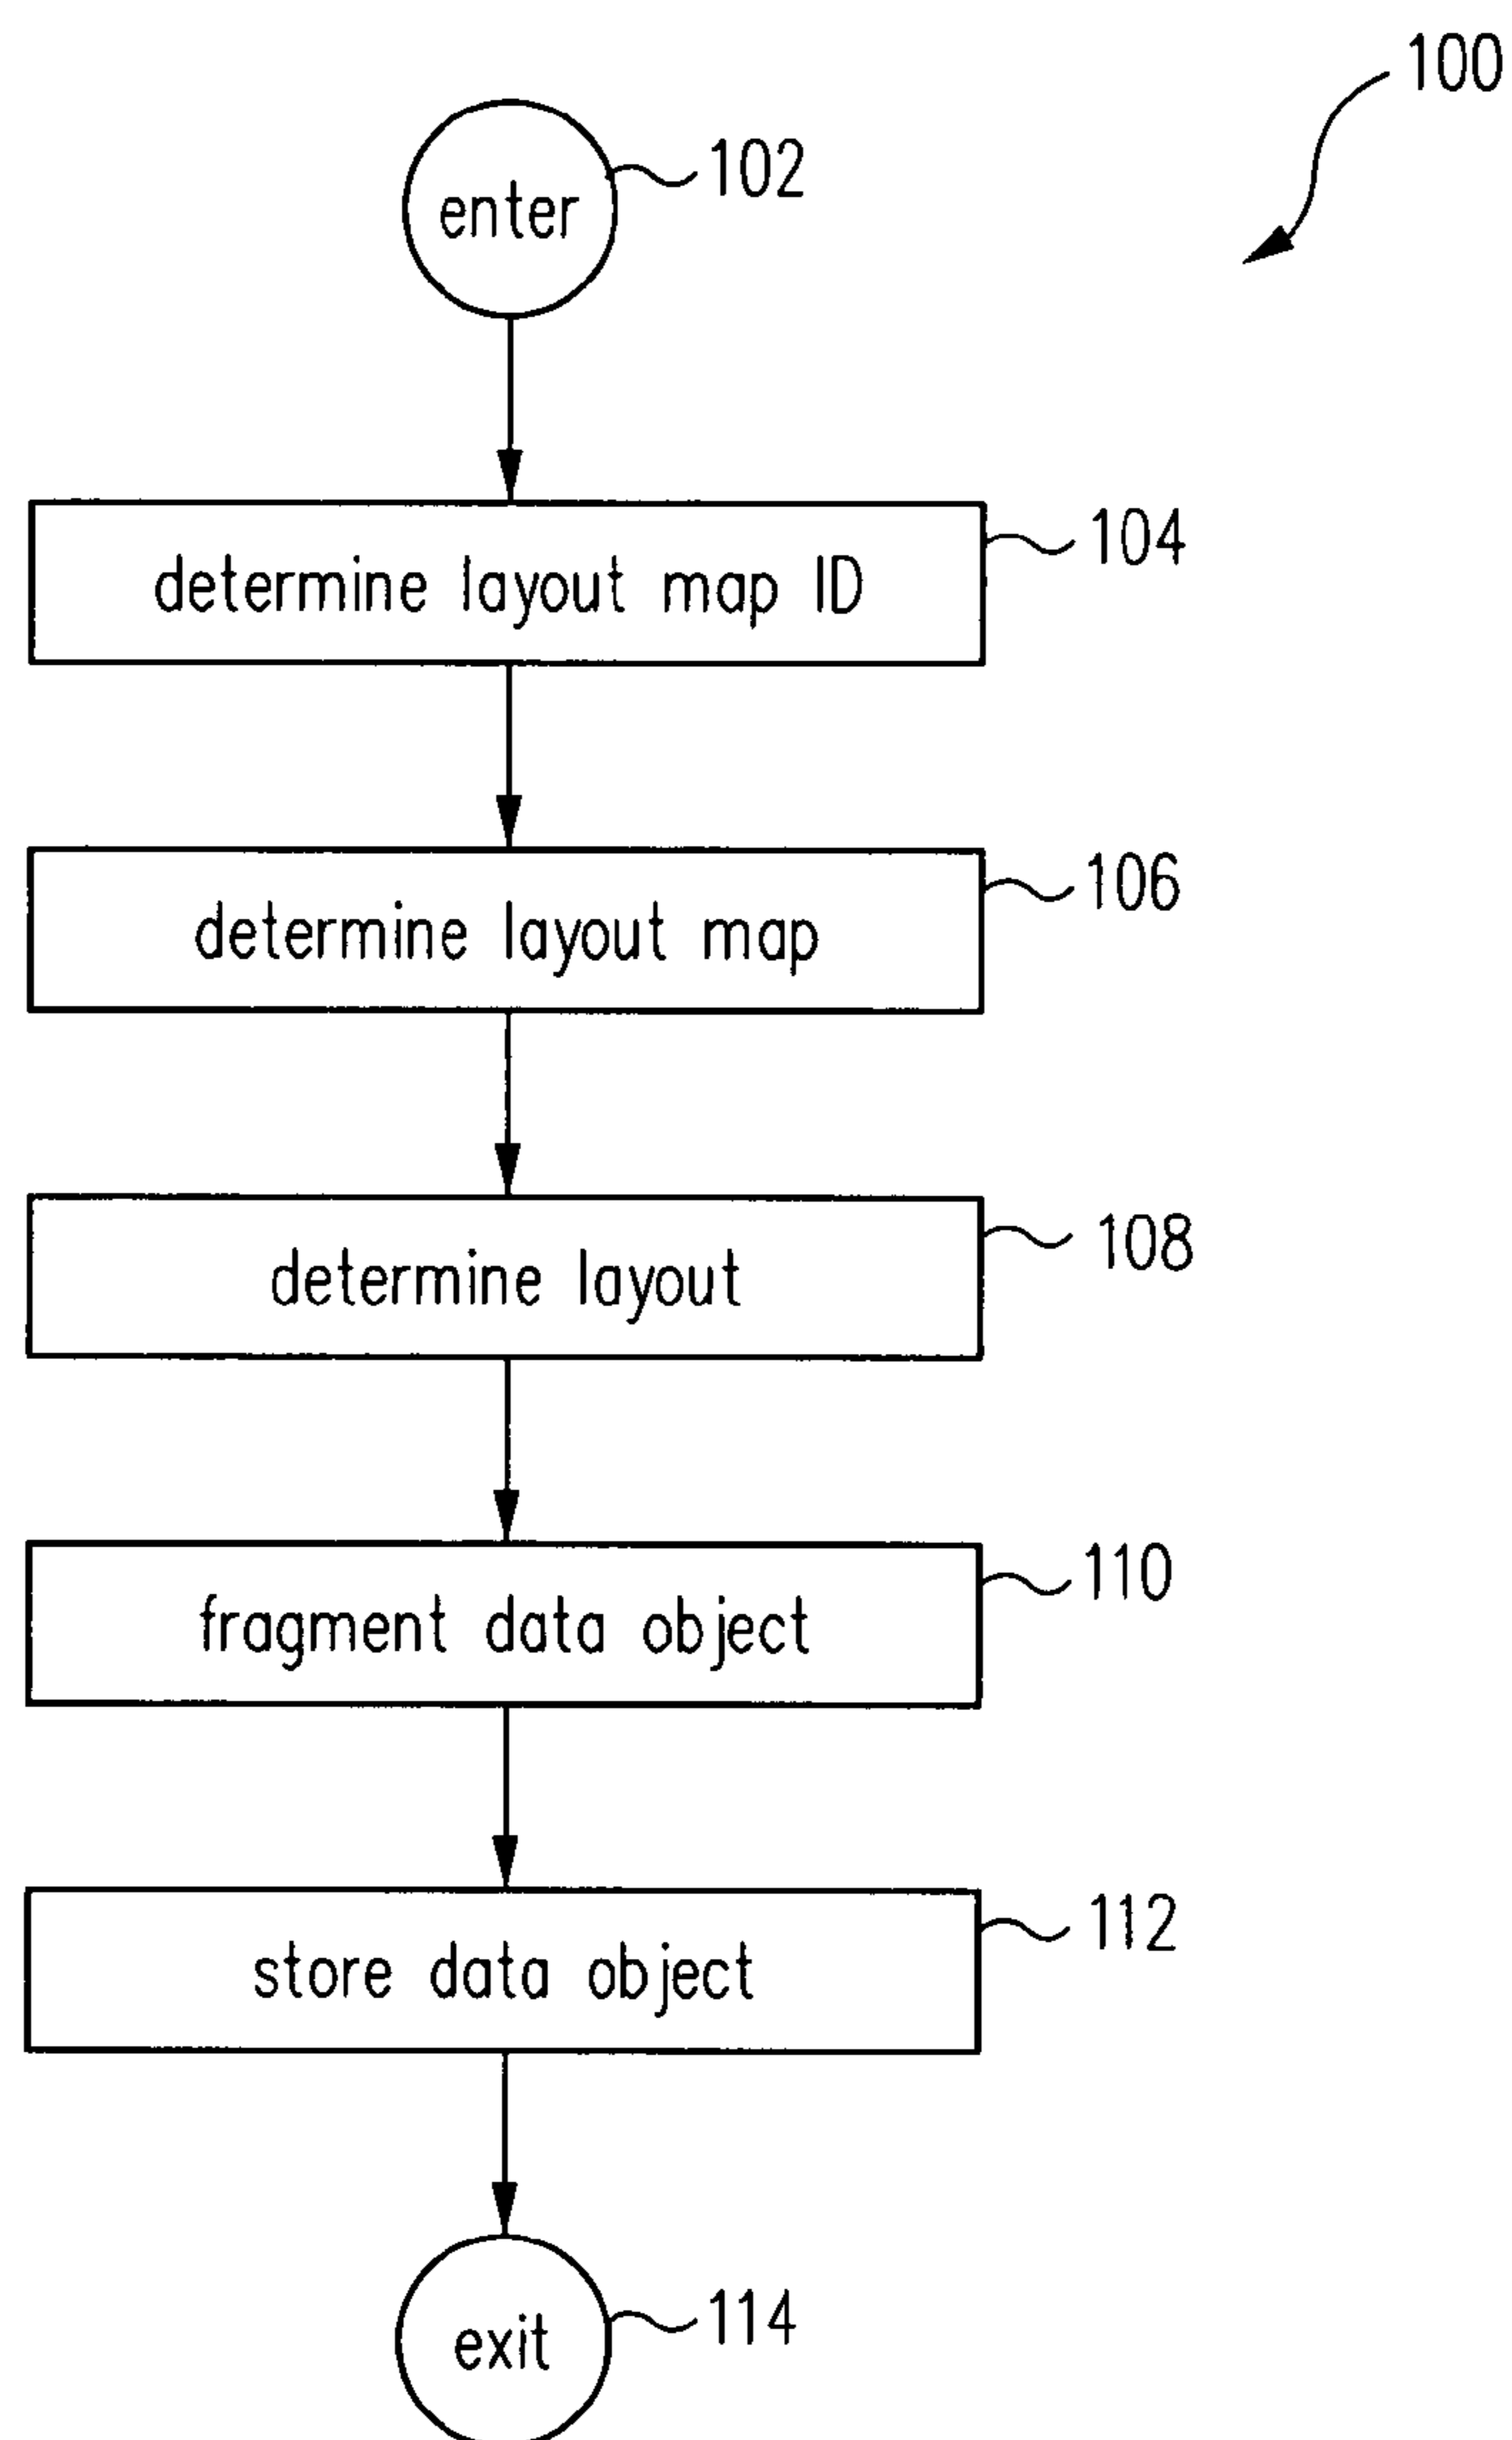 100
enter
102
determine layout map ID
104
determine layout map
106
determine layout
108
fragment data object
110
store data object
112
exit
114